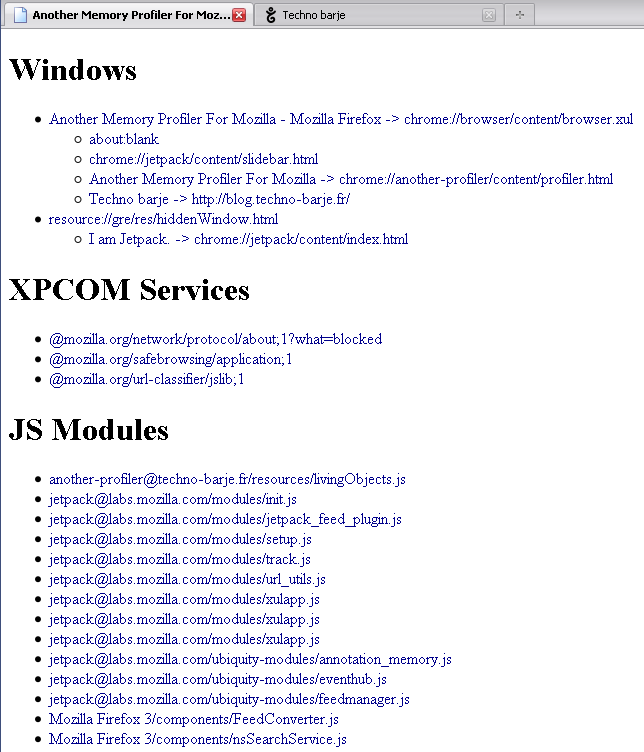 Another Memory Profiler For Moz...
Techno barje
Windows
Another Memory Profiler For Mozilla - Mozilla Firefox -> chrome://browser/content/browser.xul
about:blank
chrome://jetpack/content/slidebar.html
Another Memory Profiler For Mozilla -> chrome://another-profiler/content/profiler.html
Techno barje -> http://blog.techno-barje.fr/
resource://gre/res/hiddenWindow.html
I am Jetpack. -> chrome://jetpack/content/index.html
XPCOM Services
@mozilla.org/network/protocol/about;1?what=blocked
@mozilla.org/safebrowsing/application;1
@mozilla.org/url-classifier/jslib;1
JS Modules
another-profiler@techno-barje.fr/resources/livingObjects.js
jetpack@labs.mozilla.com/modules/init.js
jetpack@labs.mozilla.com/modules/jetpack_feed_plugin.js
jetpack@labs.mozilla.com/modules/setup.js
jetpack@labs.mozilla.com/modules/track.js
jetpack@labs.mozilla.com/modules/url_utils.js
jetpack@labs.mozilla.com/modules/xulapp.js
jetpack@labs.mozilla.com/modules/xulapp.js
jetpack@labs.mozilla.com/modules/xulapp.js
jetpack@labs.mozilla.com/ubiquity-modules/annotation_memory.js
jetpack@labs.mozilla.com/ubiquity-modules/eventhub.js
jetpack@labs.mozilla.com/ubiquity-modules/feedmanager.js
Mozilla Firefox 3/components/FeedConverter.js
Mozilla Firefox 3/components/nsSearchService.js